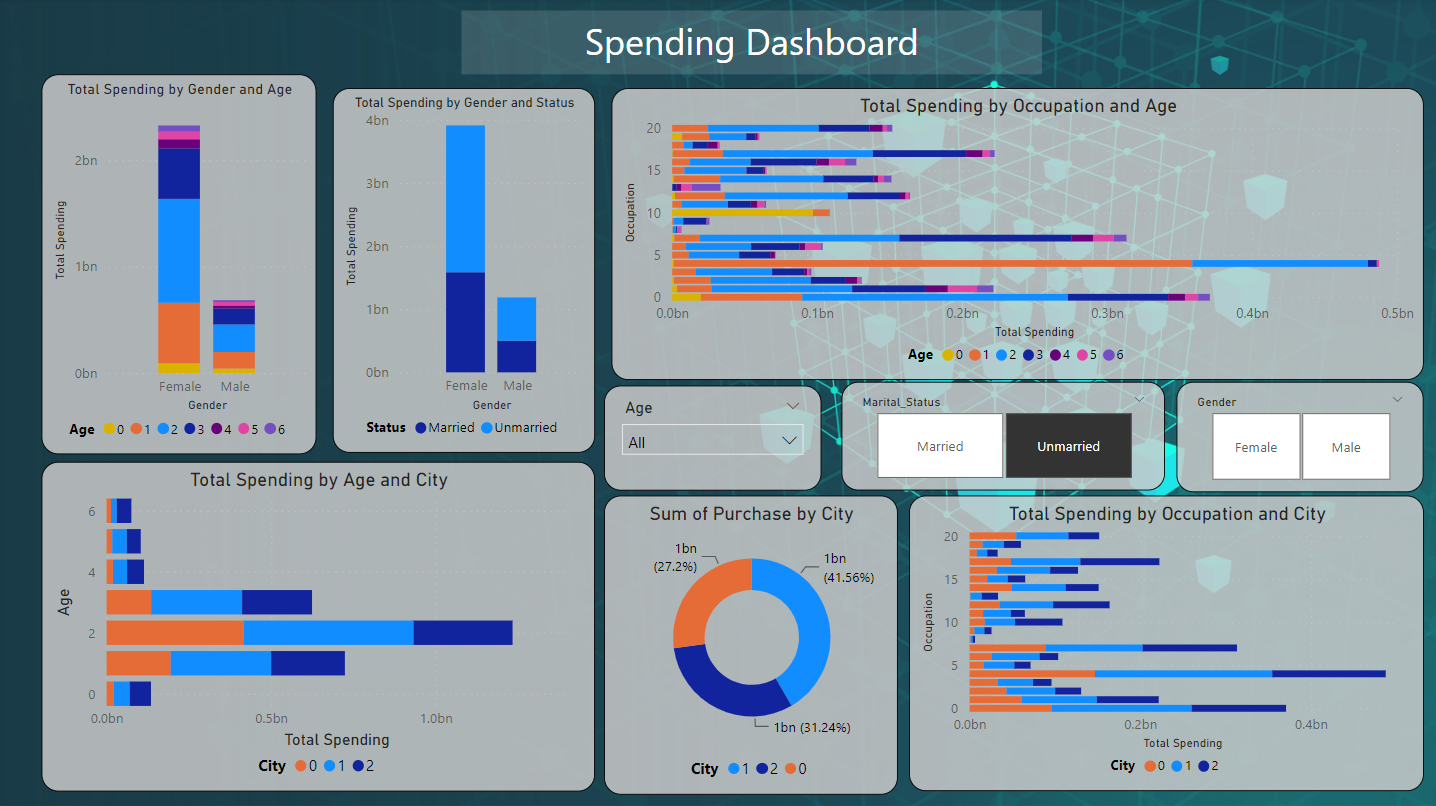 Spending Dashboard
Total Spending by Gender and Age
Total Spending
2bn
1bn
0bn
Female Male
Gender
Age 0 1 2 3 4 5 6
Total Spending by Gender and Status
Total Spending
4bn
3bn
2bn
1bn
0bn
Female Male
Gender
Status Married Unmarried
Total Spending by Occupation and Age
Occupation
20
15
10
5
0
0.0bn 0.1bn 0.2bn 0.3bn 0.4bn 0.5bn
Total Spending
Age 0 1 2 3 4 5 6
Age
All
Marital_Status
Married Unmarried
Gender
Female Male
Total Spending by Age and City
Age
6
4
2
0
0.0bn 0.5bn 1.0bn
Total Spending
City 0 1 2
Sum of Purchase by City
1bn
(27.2%)
1bn
(41.56%)
1bn (31.24%)
City 1 2 0
Total Spending by Occupation and City
Occupation
20
15
10
5
0
0.0bn 0.2bn 0.4bn
Total Spending
City 0 1 2